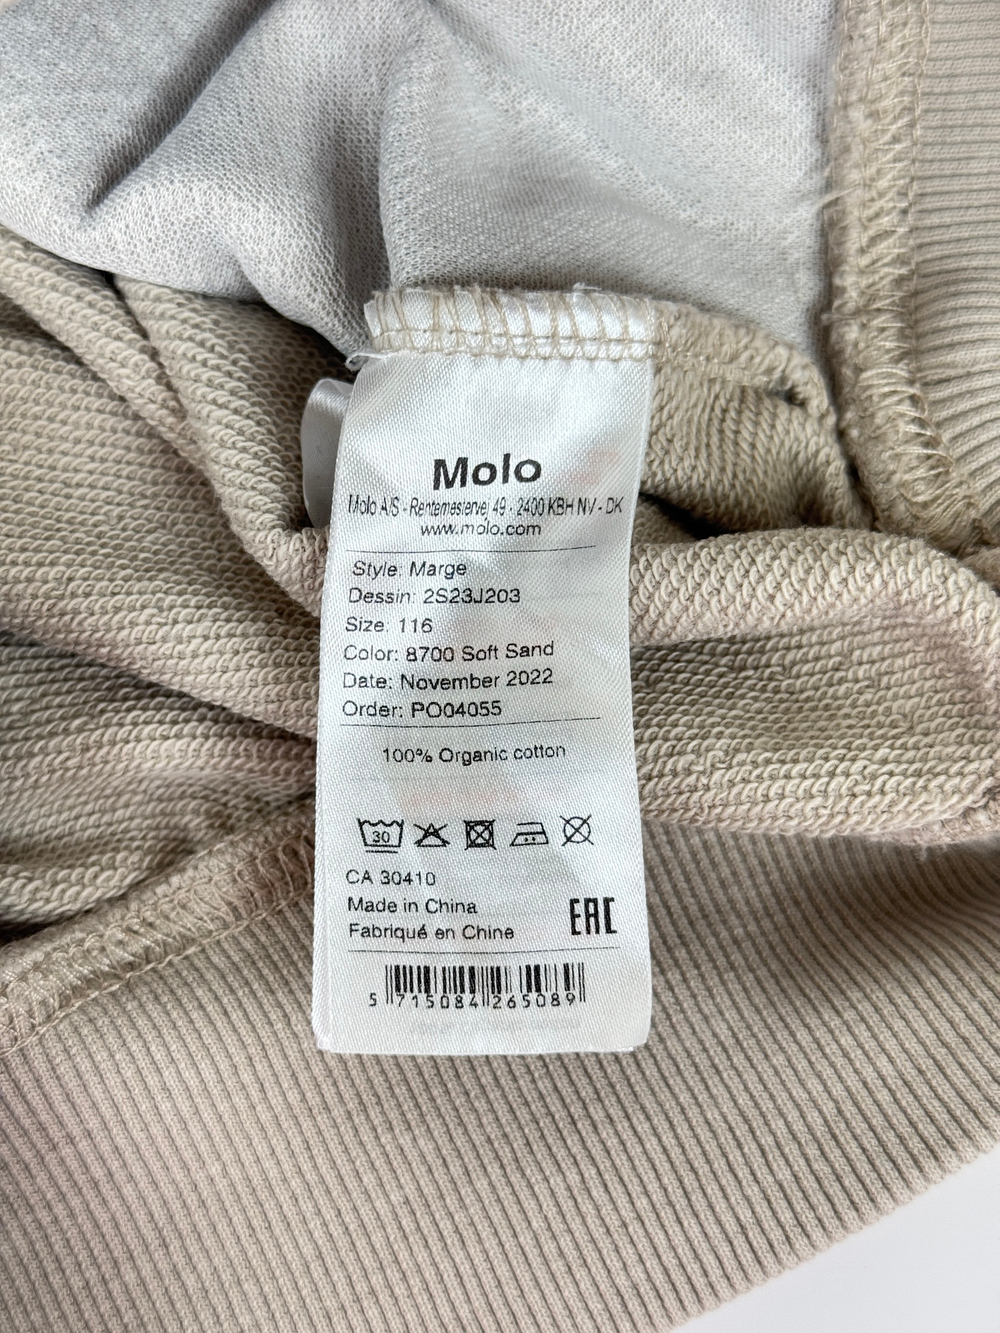 Molo
Molo A/S - Rentemestervej 49 - 2400 KBH NV - DK
www.molo.com
Style: Marge
Dessin: 2S23J203
Size: 116
Color: 8700 Soft Sand
Date: November 2022
Order: PO04055
100% Organic cotton
30
CA 30410
Made in China
Fabriqué en Chine
EAC
5 715084 265089